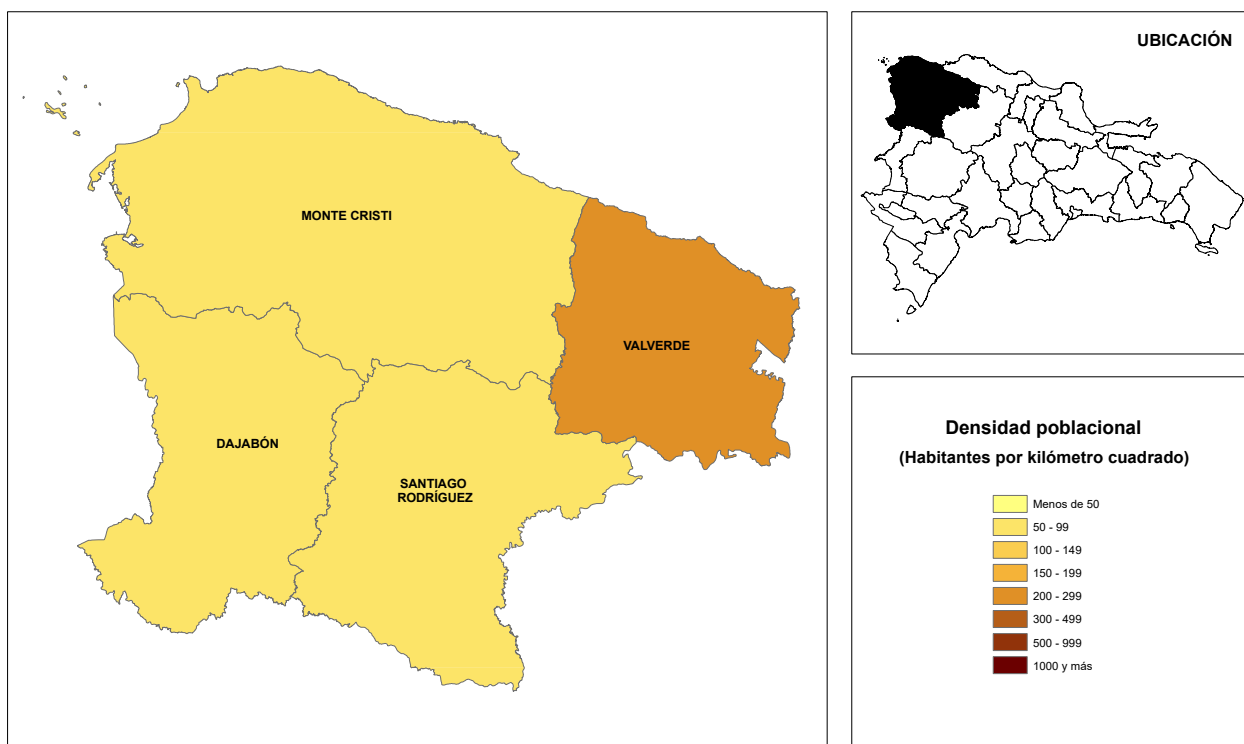 MONTE CRISTI
VALVERDE
DAJABÓN
SANTIAGO
RODRÍGUEZ
UBICACIÓN
Densidad poblacional
(Habitantes por kilómetro cuadrado)
Menos de 50
50 - 99
100 - 149
150 - 199
200 - 299
300 - 499
500 - 999
1000 y más